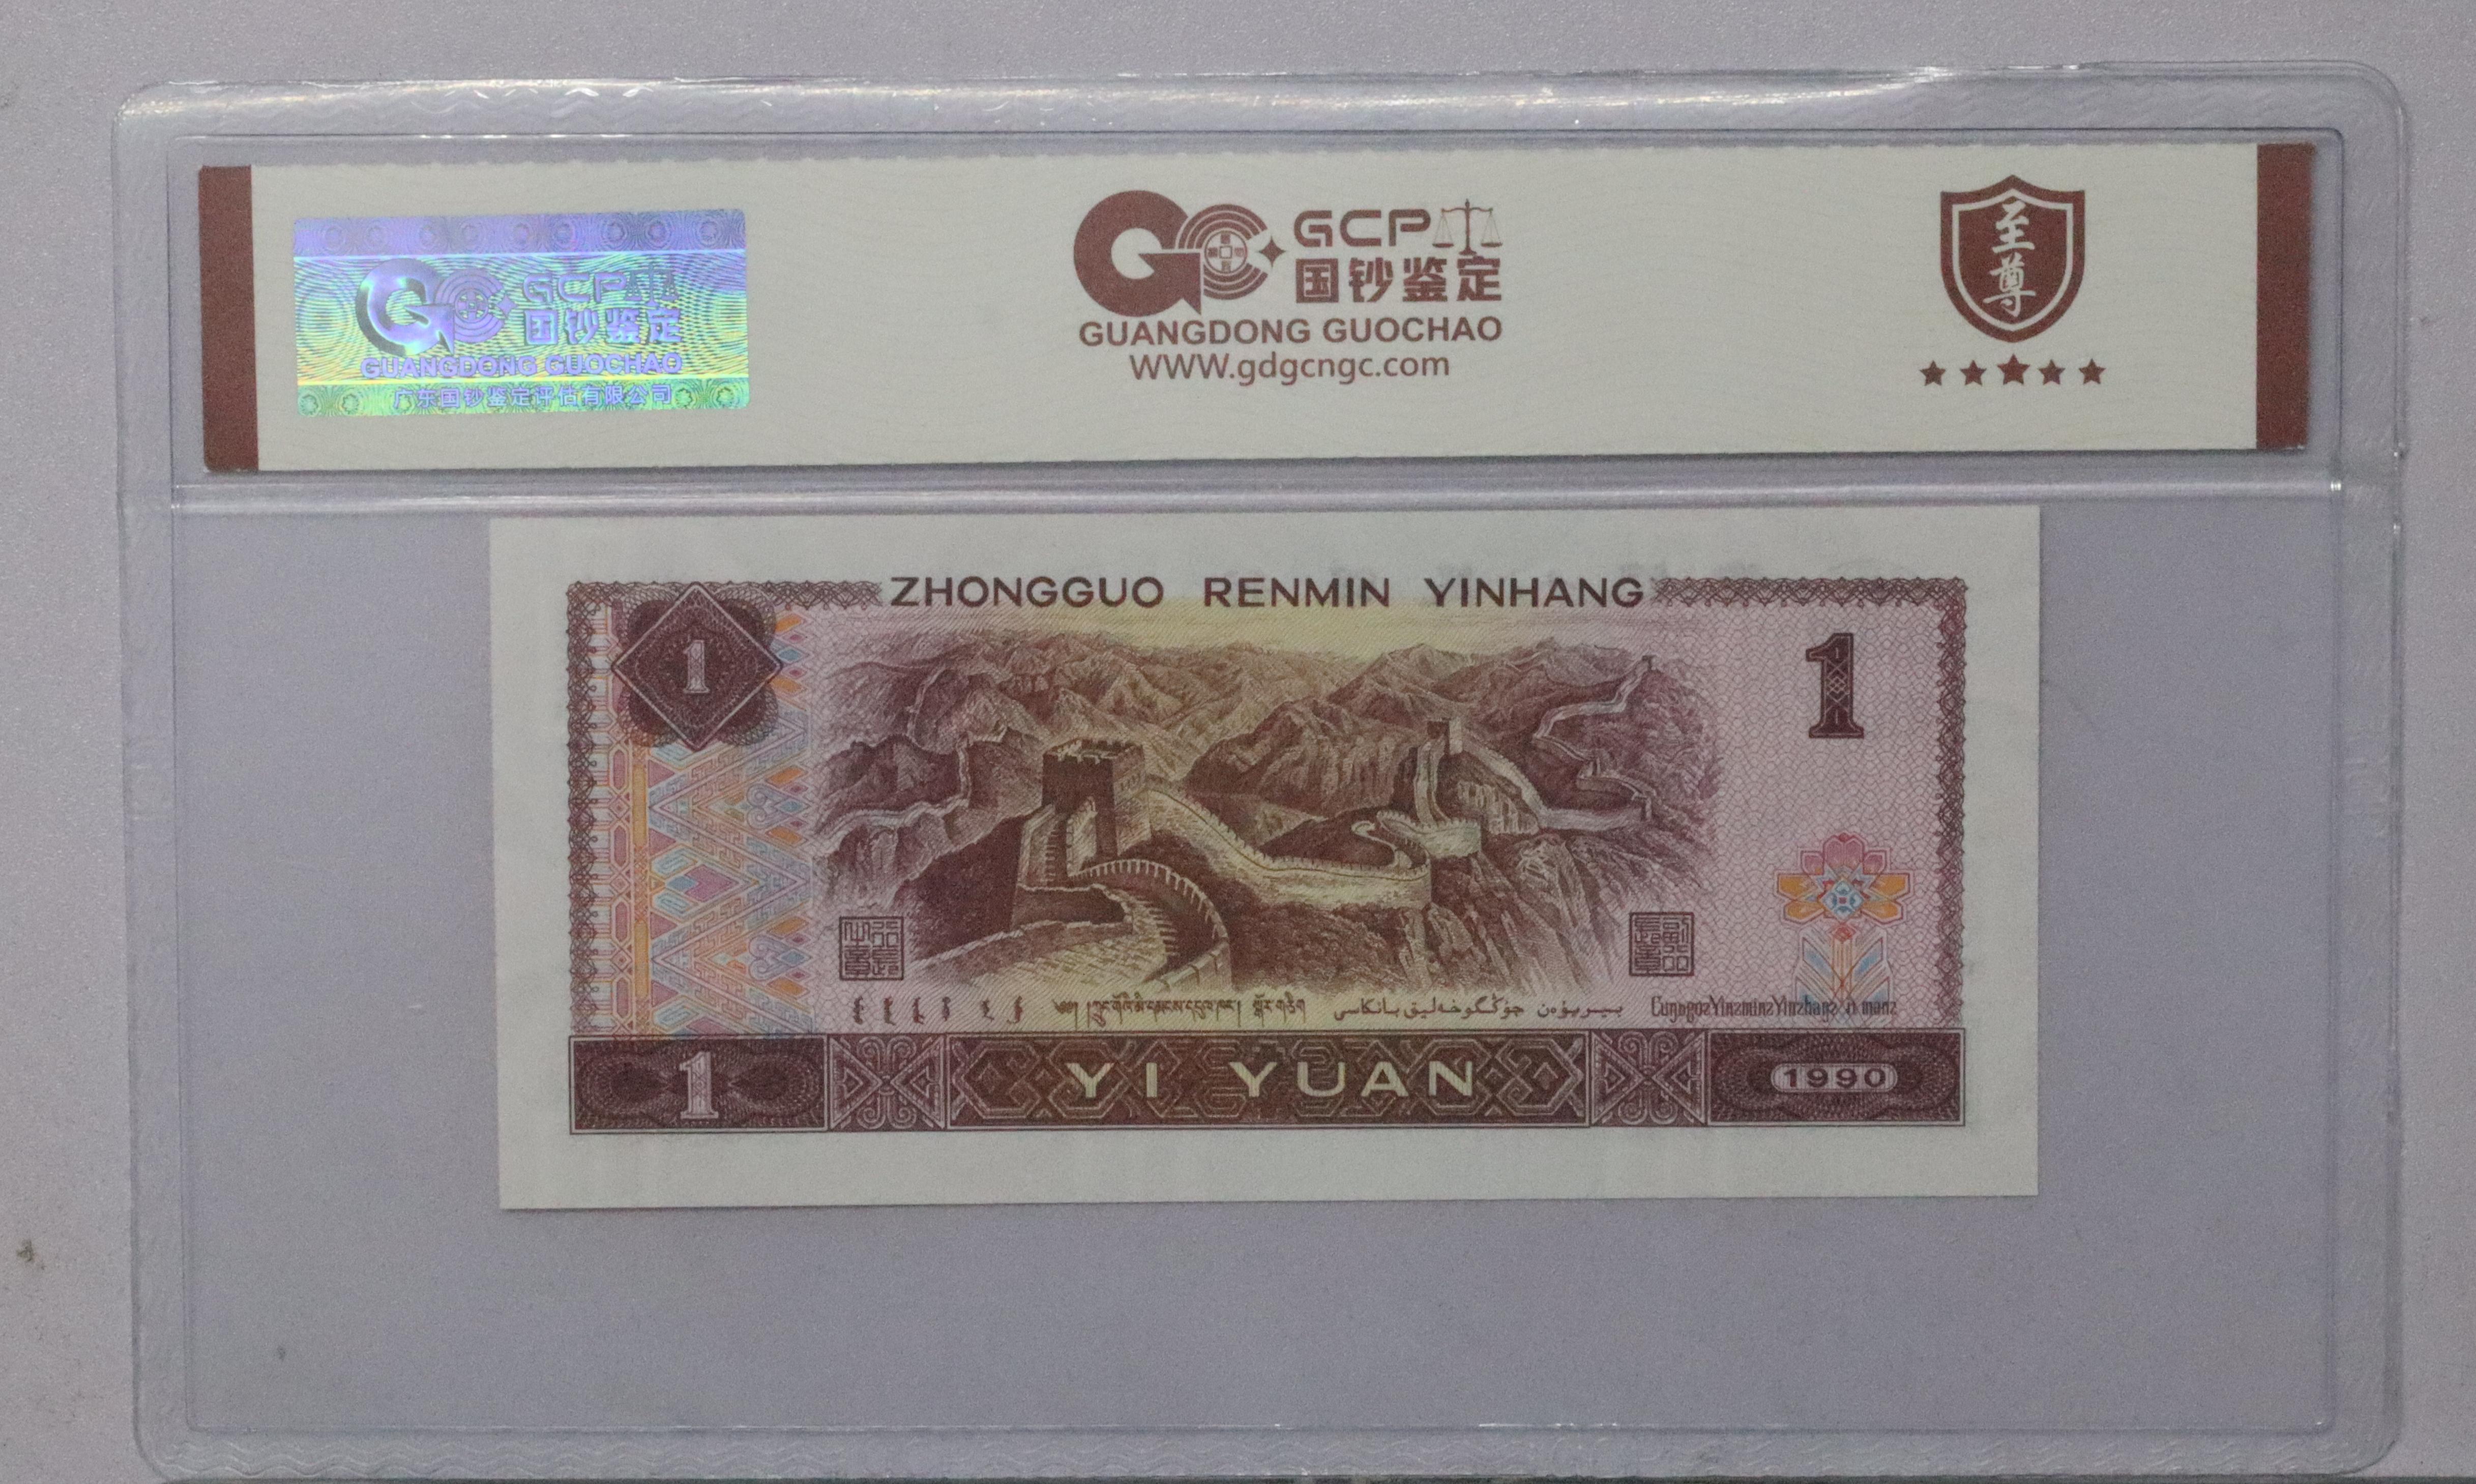 GCP
国钞鉴定
GUANGDONG GUOCHAO
广东国钞鉴定评估有限公司
GCP
国钞鉴定
GUANGDONG GUOCHAO
WWW.gdgcngc.com
至
尊
ZHONGGUO RENMIN YINHANG
1
1
1
YI YUAN
1990